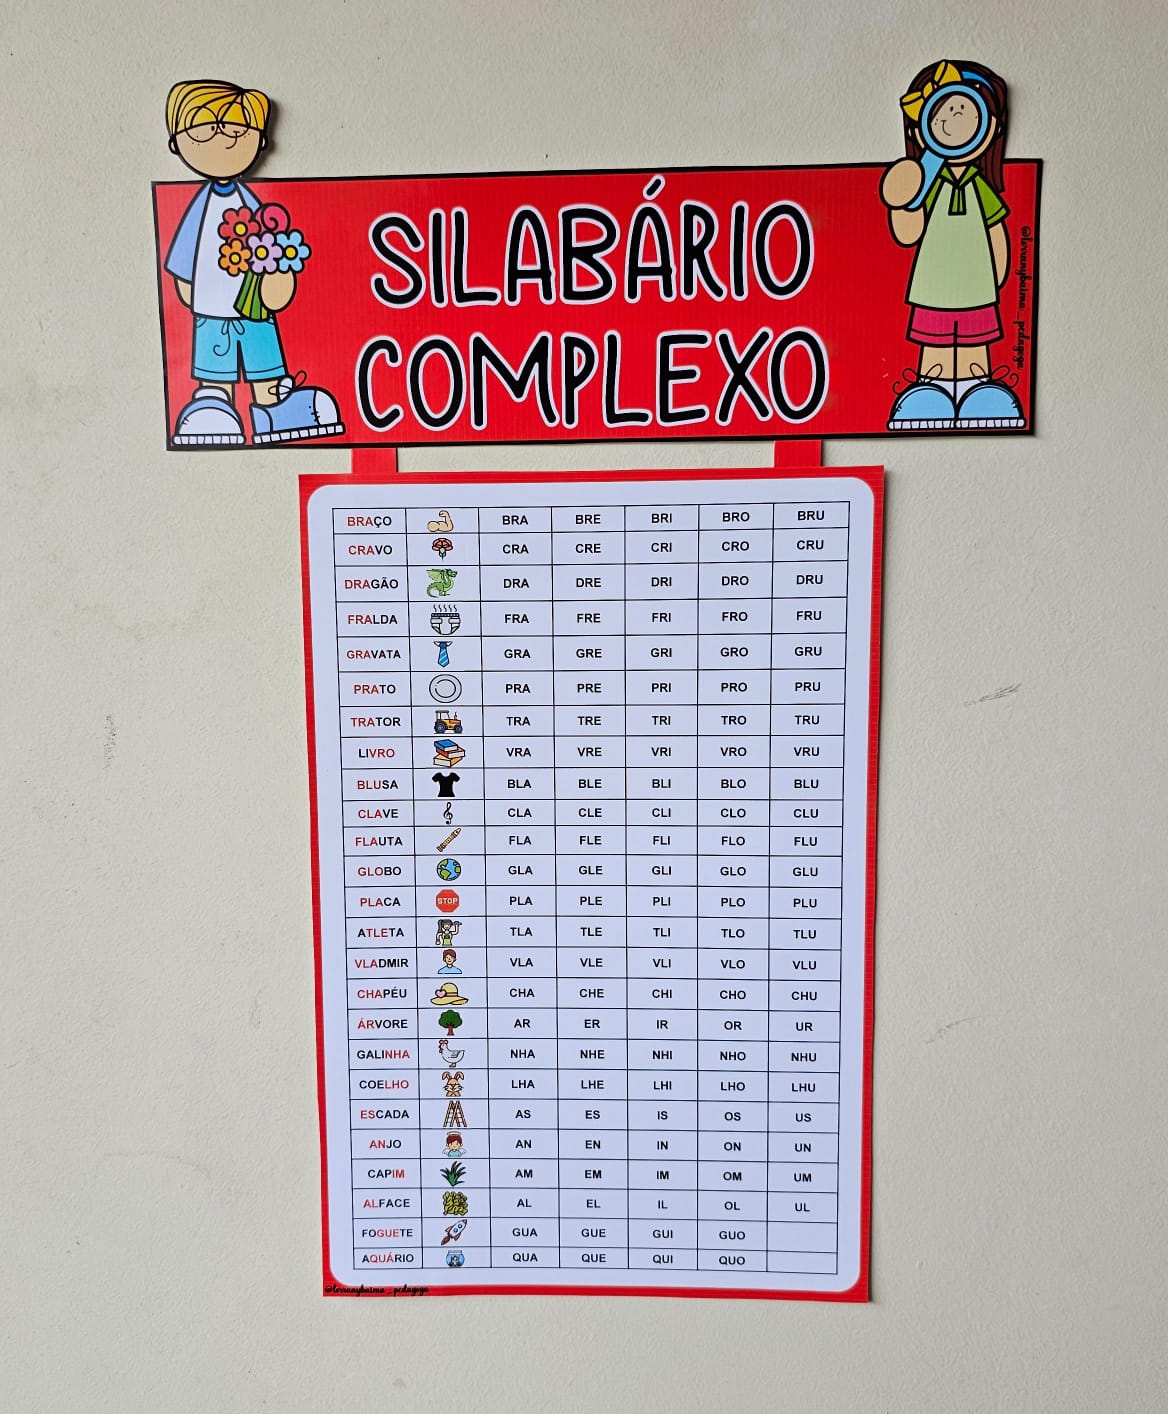 SILABÁRIO
COMPLEXO
@lorranybatma_pedagoga
BRAÇO BRA BRE BRI BRO BRU
CRAVO CRA CRE CRI CRO CRU
DRAGÃO DRA DRE DRI DRO DRU
FRALDA FRA FRE FRI FRO FRU
GRAVATA GRA GRE GRI GRO GRU
PRATO PRA PRE PRI PRO PRU
TRATOR TRA TRE TRI TRO TRU
LIVRO VRA VRE VRI VRO VRU
BLUSA BLA BLE BLI BLO BLU
CLAVE CLA CLE CLI CLO CLU
FLAUTA FLA FLE FLI FLO FLU
GLOBO GLA GLE GLI GLO GLU
PLACA STOP PLA PLE PLI PLO PLU
ATLETA TLA TLE TLI TLO TLU
VLADMIR VLA VLE VLI VLO VLU
CHAPÉU CHA CHE CHI CHO CHU
ÁRVORE AR ER IR OR UR
GALINHA NHA NHE NHI NHO NHU
COELHO LHA LHE LHI LHO LHU
ESCADA AS ES IS OS US
ANJO AN EN IN ON UN
CAPIM AM EM IM OM UM
ALFACE AL EL IL OL UL
FOGUETE GUA GUE GUI GUO
AQUÁRIO QUA QUE QUI QUO
@lorranybatma_pedagoga